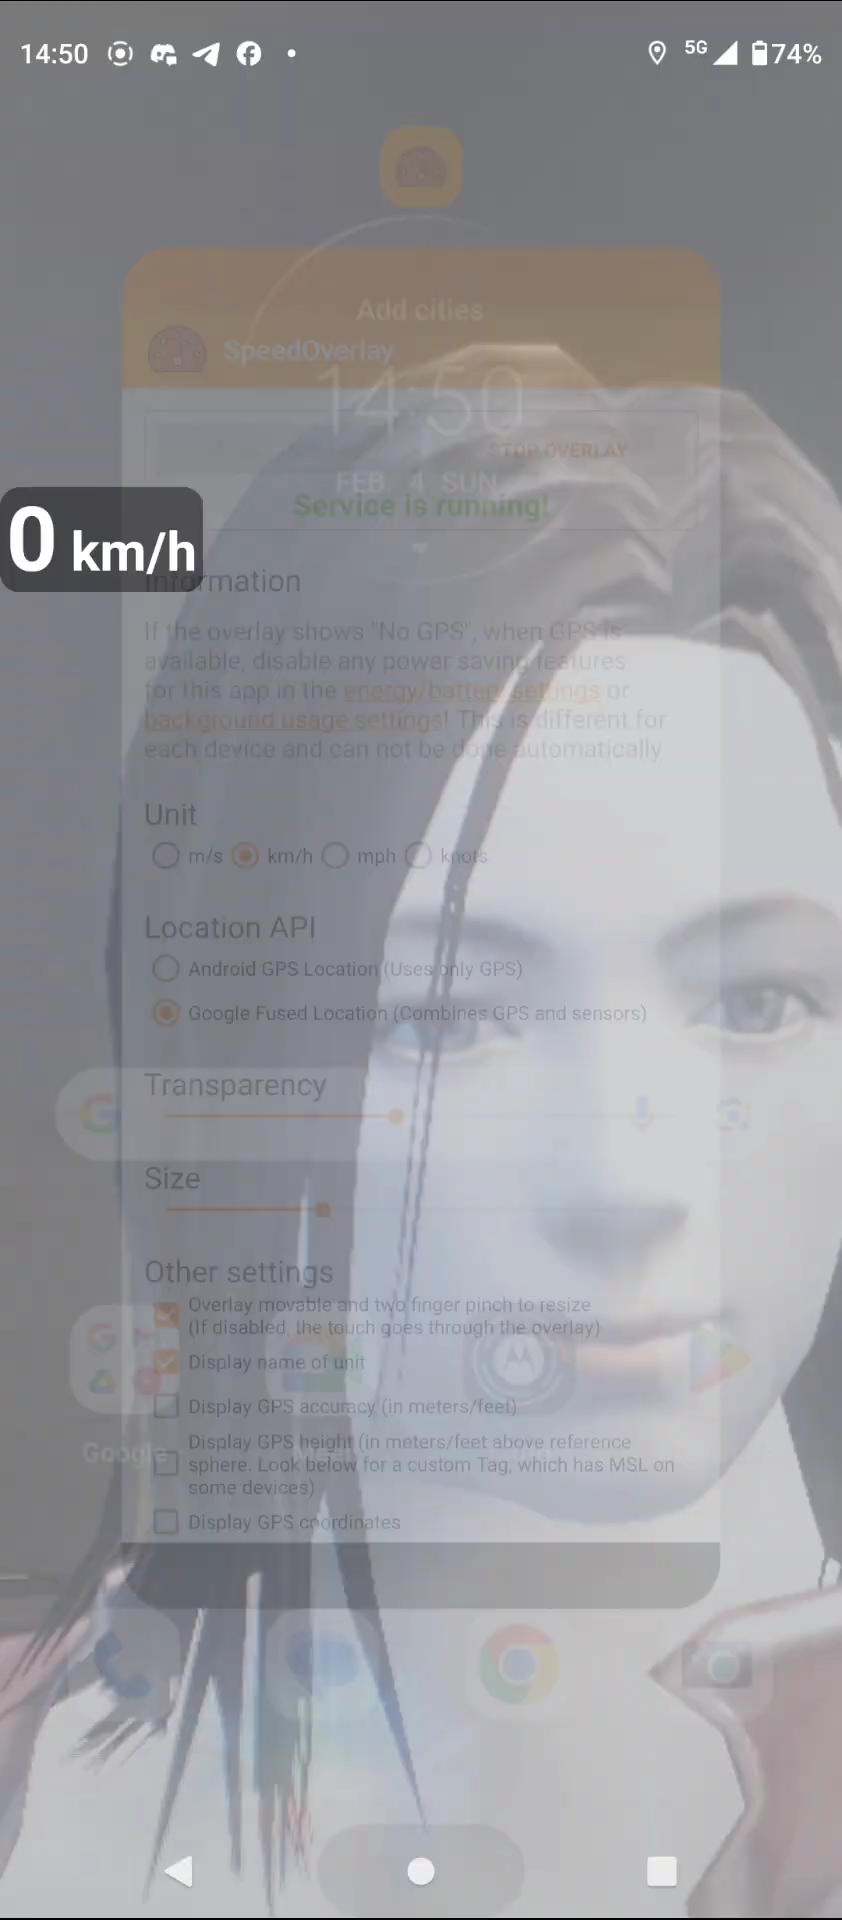 14:50
5G
74%
Add cities
SpeedOverlay
14:50
STOP OVERLAY
FEB. 4 SUN
Service is running!
0 km/h
Information
If the overlay shows "No GPS", when GPS is
available, disable any power saving features
for this app in the energy/battery settings or
background usage settings! This is different for
each device and can not be done automatically
Unit
m/s km/h mph knots
Location API
Android GPS Location (Uses only GPS)
Google Fused Location (Combines GPS and sensors)
Transparency
Size
Other settings
Overlay movable and two finger pinch to resize
(If disabled, the touch goes through the overlay)
Display name of unit
Display GPS accuracy (in meters/feet)
Display GPS height (in meters/feet above reference
Google
sphere. Look below for a custom Tag, which has MSL on
some devices)
Display GPS coordinates